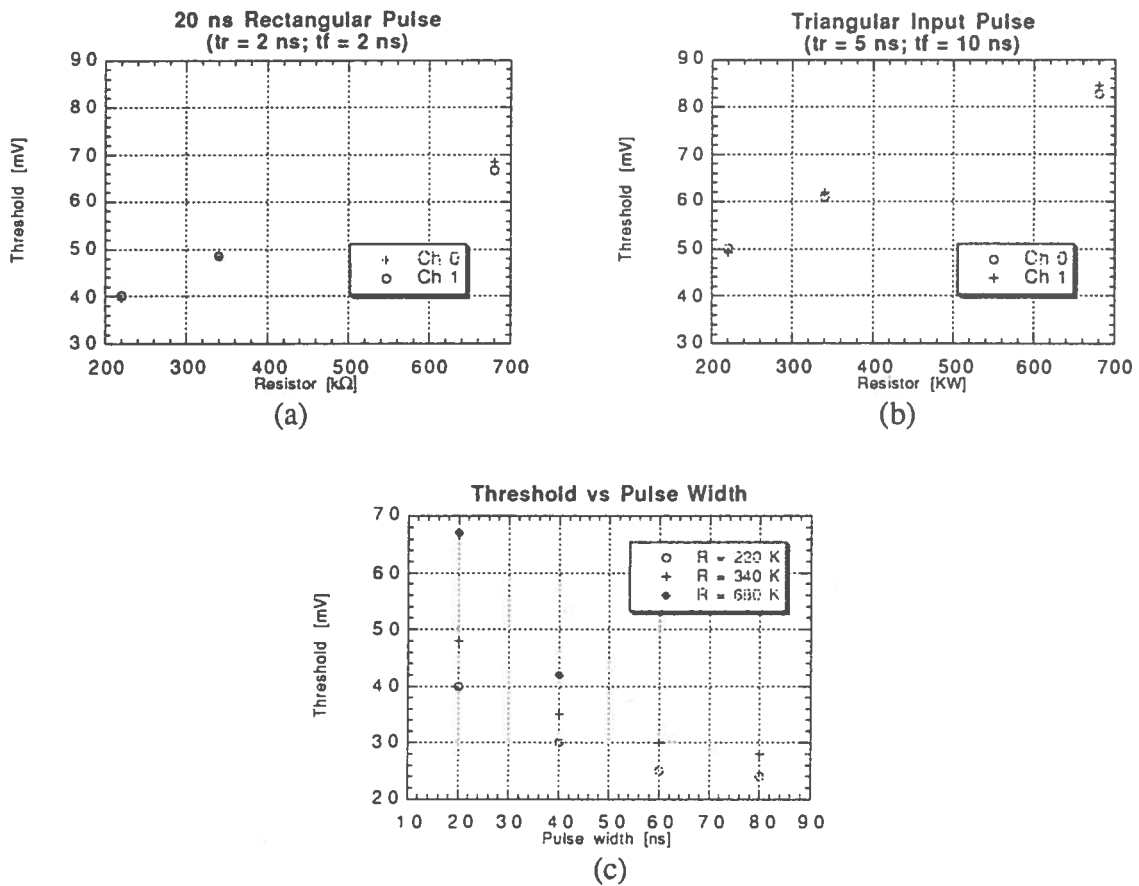 20 ns Rectangular Pulse
(tr = 2 ns; tf = 2 ns)
90
80
70
60
50
40
30
Threshold [mV]
Ch 0
Ch 1
200 300 400 500 600 700
Resistor [kΩ]
(a)
Triangular Input Pulse
(tr = 5 ns; tf = 10 ns)
90
80
70
60
50
40
30
Threshold [mV]
Ch 0
Ch 1
200 300 400 500 600 700
Resistor [KW]
(b)
Threshold vs Pulse Width
70
60
50
40
30
20
Threshold [mV]
R = 220 K
R = 340 K
R = 680 K
10 20 30 40 50 60 70 80 90
Pulse width [ns]
(c)